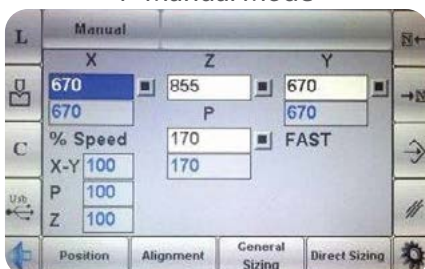 Manual mode
L Manual N
X Z Y
670 855 670
670 P 670
% Speed 170 FAST
X-Y 100 170
C
P 100
Usb
Z 100
Position Alignment General Sizing Direct Sizing